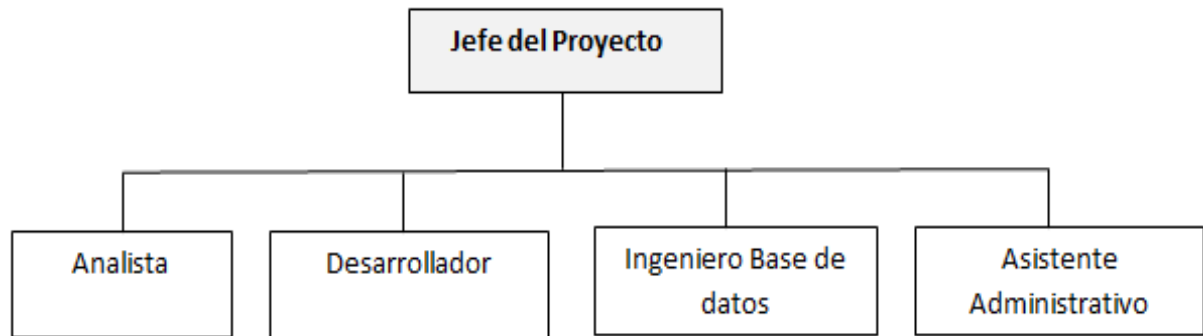 Jefe del Proyecto
Analista
Desarrollador
Ingeniero Base de
datos
Asistente
Administrativo